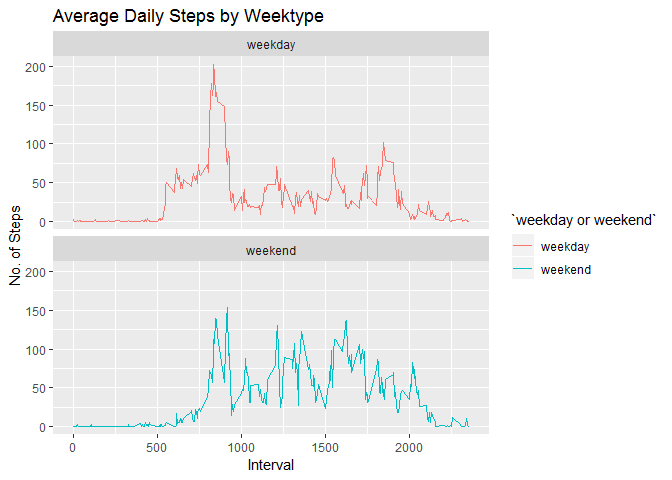 Average Daily Steps by Weektype
weekday
200
150
100
50
0
No. of Steps
weekend
200
150
100
50
0
0 500 1000 1500 2000
Interval
`weekday or weekend`
weekday
weekend